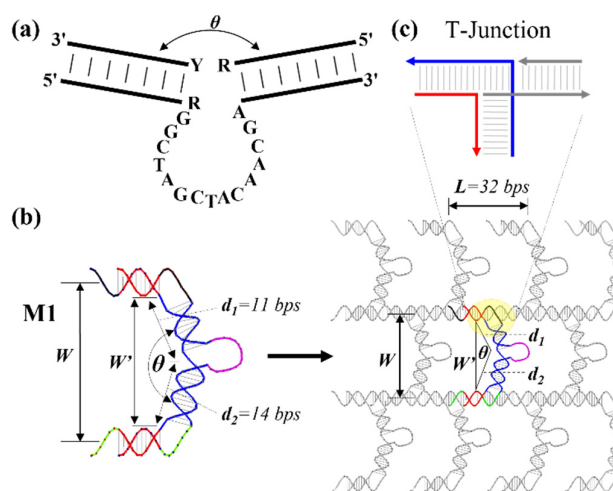 (a)
θ
3'
Y R
5'
5'
R
3'
G
G
C
T
A
G
C
T
A
C
A
A
C
G
A
(b)
M1
W
W'
θ
d₁=11 bps
d₂=14 bps
(c)
T-Junction
L=32 bps
W
W'
θ
d₁
d₂